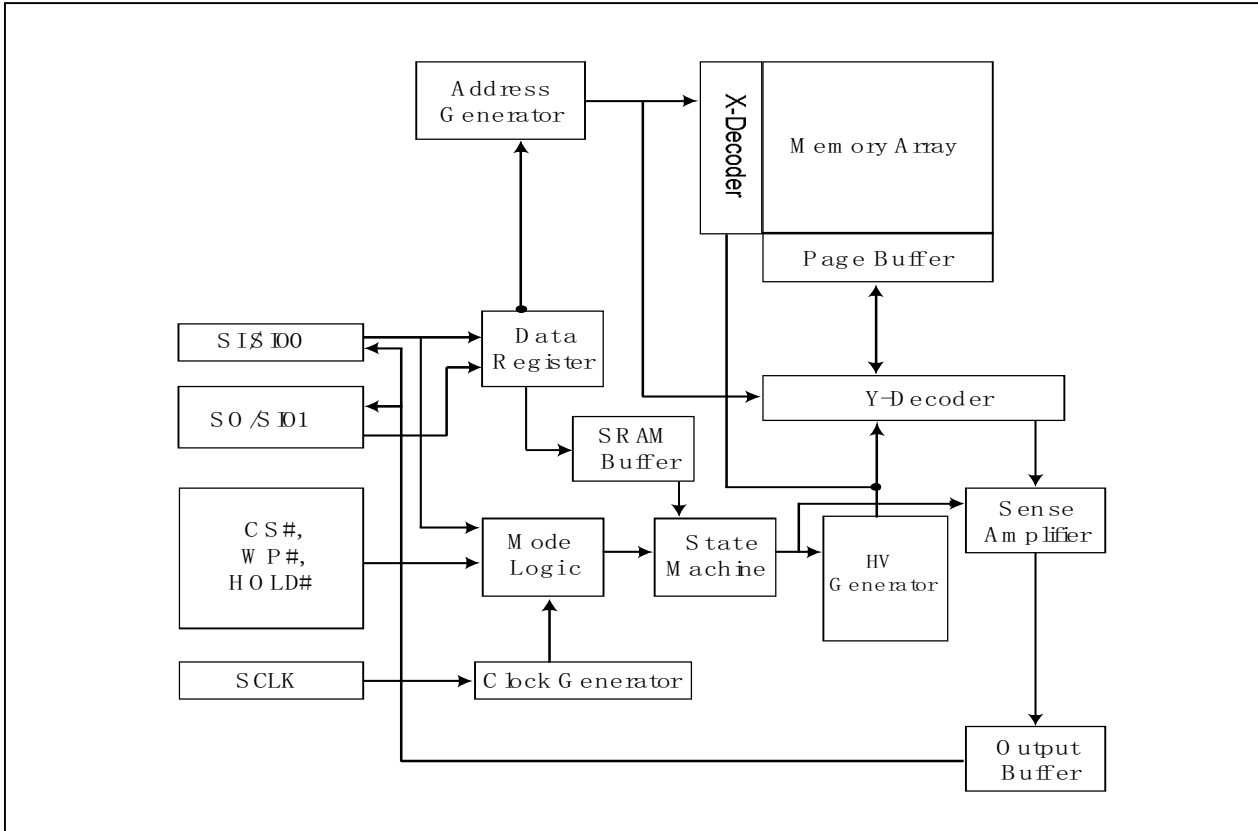 Address
Generator
X-Decoder
Memory Array
Page Buffer
SI/SIO0
Data
Register
SO/SIO1
Y-Decoder
SRAM
Buffer
CS#,
WP#,
HOLD#
Mode
Logic
State
Machine
HV
Generator
Sense
Amplifier
SCLK
Clock Generator
Output
Buffer